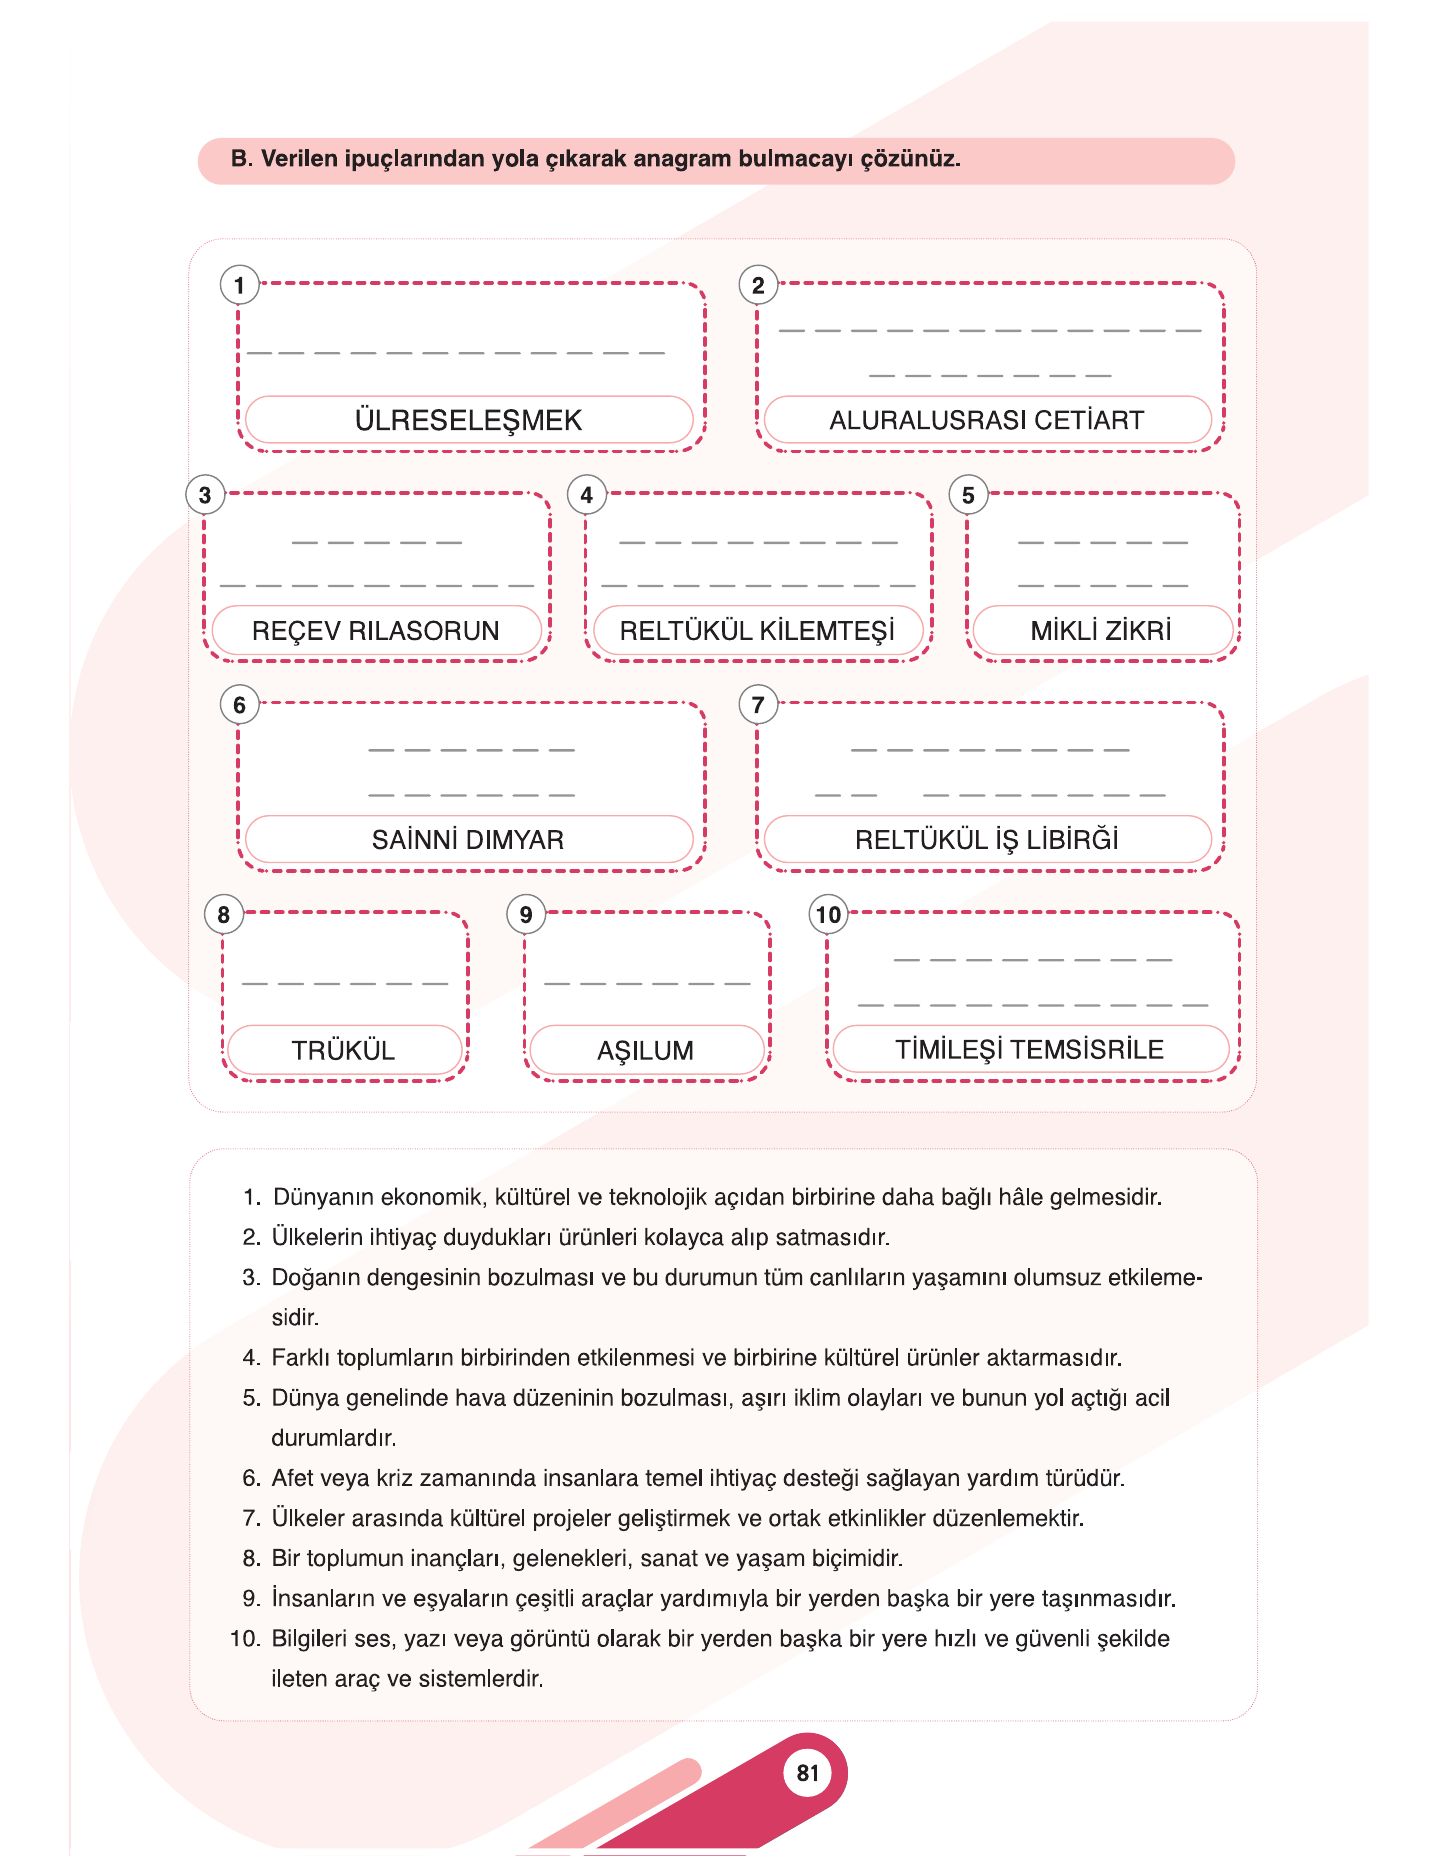 B. Verilen ipuçlarından yola çıkarak anagram bulmacayı çözünüz.
1
2
ÜLRESELEŞMEK
ALURALUSRASI CETİART
3
4
5
REÇEV RILASORUN
RELTÜKÜL KİLEMTEŞİ
MİKLİ ZİKRİ
6
7
SAİNNİ DIMYAR
RELTÜKÜL İŞ LİBİRĞİ
8
9
10
TRÜKÜL
AŞILUM
TİMİLEŞİ TEMSİSRİLE
1. Dünyanın ekonomik, kültürel ve teknolojik açıdan birbirine daha bağlı hâle gelmesidir.
2. Ülkelerin ihtiyaç duydukları ürünleri kolayca alıp satmasıdır.
3. Doğanın dengesinin bozulması ve bu durumun tüm canlıların yaşamını olumsuz etkileme-
sidir.
4. Farklı toplumların birbirinden etkilenmesi ve birbirine kültürel ürünler aktarmasıdır.
5. Dünya genelinde hava düzeninin bozulması, aşırı iklim olayları ve bunun yol açtığı acil
durumlardır.
6. Afet veya kriz zamanında insanlara temel ihtiyaç desteği sağlayan yardım türüdür.
7. Ülkeler arasında kültürel projeler geliştirmek ve ortak etkinlikler düzenlemektir.
8. Bir toplumun inançları, gelenekleri, sanat ve yaşam biçimidir.
9. İnsanların ve eşyaların çeşitli araçlar yardımıyla bir yerden başka bir yere taşınmasıdır.
10. Bilgileri ses, yazı veya görüntü olarak bir yerden başka bir yere hızlı ve güvenli şekilde
ileten araç ve sistemlerdir.
81